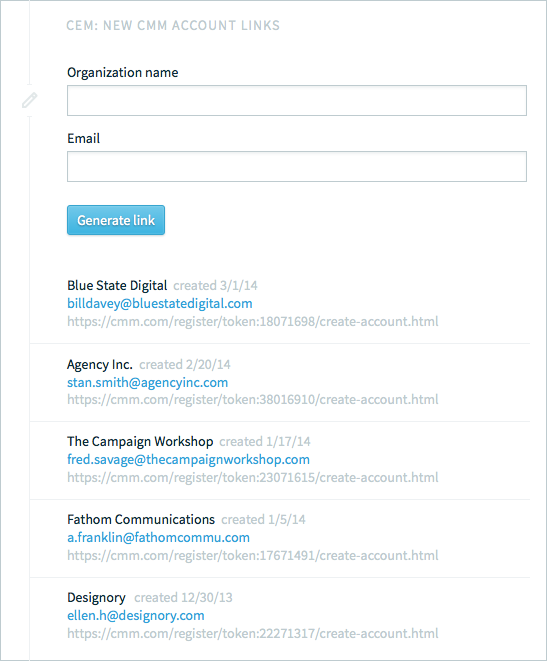 CEM: NEW CMM ACCOUNT LINKS
Organization name
Email
Generate link
Blue State Digital created 3/1/14
billdavey@bluestatedigital.com
https://cmm.com/register/token:18071698/create-account.html
Agency Inc. created 2/20/14
stan.smith@agencyinc.com
https://cmm.com/register/token:38016910/create-account.html
The Campaign Workshop created 1/17/14
fred.savage@thecampaignworkshop.com
https://cmm.com/register/token:23071615/create-account.html
Fathom Communications created 1/5/14
a.franklin@fathomcommu.com
https://cmm.com/register/token:17671491/create-account.html
Designory created 12/30/13
ellen.h@designory.com
https://cmm.com/register/token:22271317/create-account.html